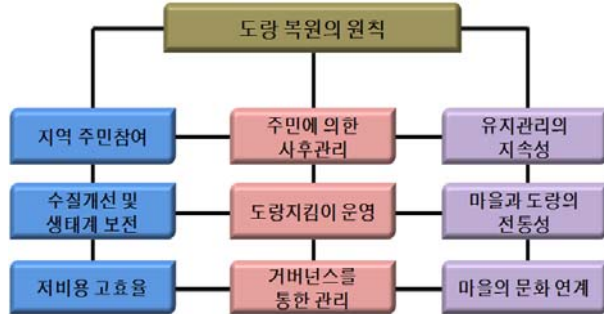 도랑 복원의 원칙
지역 주민참여
주민에 의한
사후관리
유지관리의
지속성
수질개선 및
생태계 보전
도랑지킴이 운영
마을과 도랑의
전통성
저비용 고효율
거버넌스를
통한 관리
마을의 문화 연계